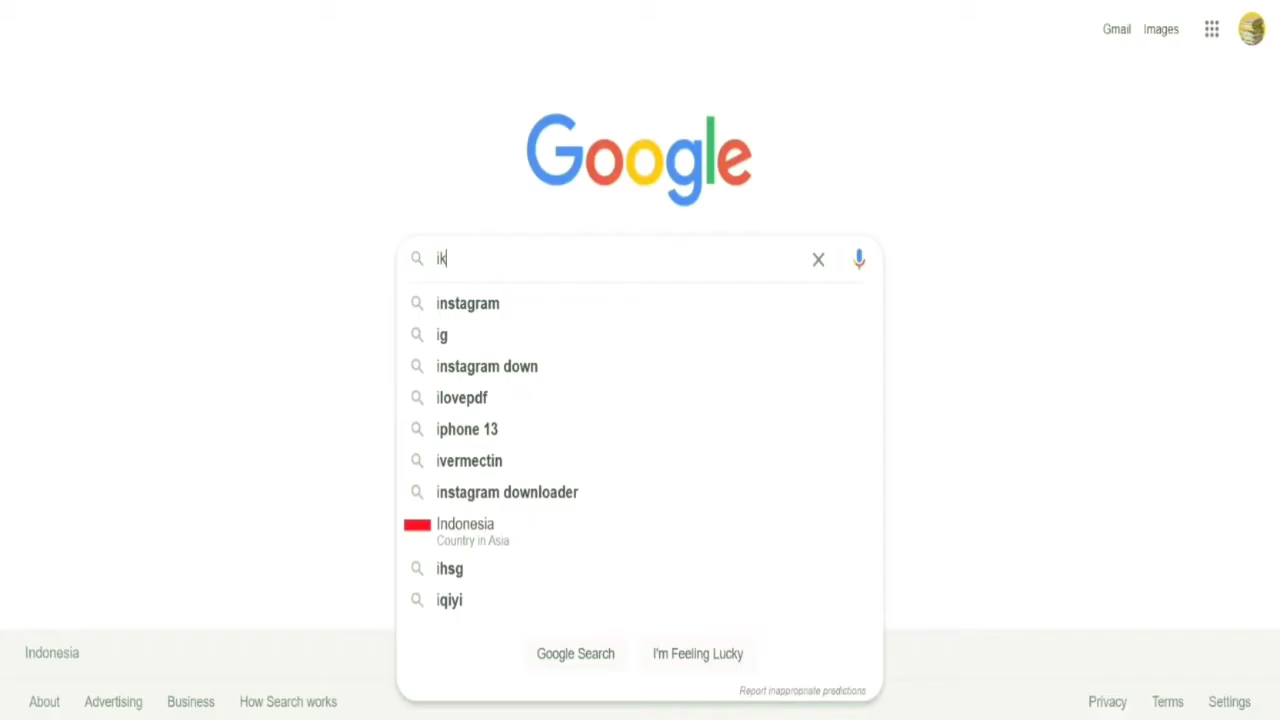 Gmail Images
Google
ik
instagram
ig
instagram down
ilovepdf
iphone 13
ivermectin
instagram downloader
Indonesia
Country in Asia
ihsg
iqiyi
Google Search I'm Feeling Lucky
Report inappropriate predictions
Indonesia
About Advertising Business How Search works Privacy Terms Settings